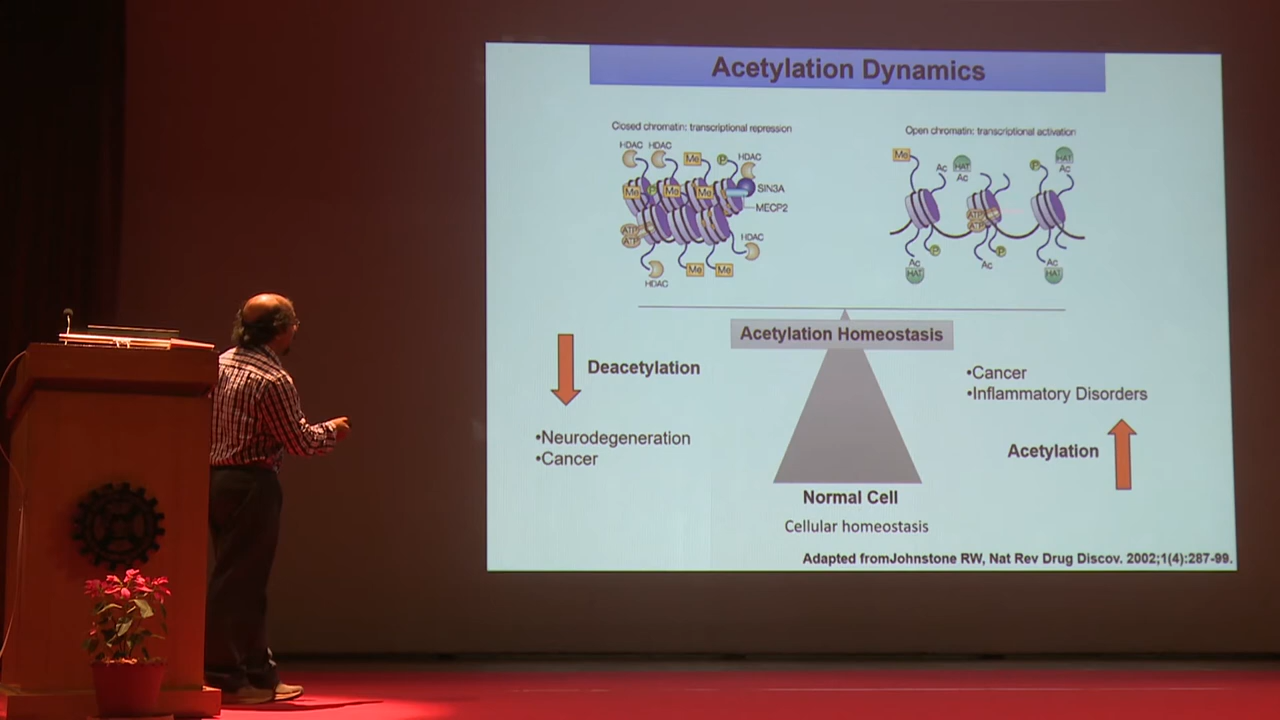 Acetylation Dynamics
Closed chromatin: transcriptional repression
HDAC HDAC Me P HDAC
Me P Me Me SIN3A
MECP2
ATP
ATP
HDAC
Me Me
HDAC
Open chromatin: transcriptional activation
Me Ac HAT Ac P HAT Ac
ATP
ATP
P P
Ac Ac Ac
HAT HAT
Acetylation Homeostasis
Deacetylation
•Neurodegeneration
•Cancer
•Cancer
•Inflammatory Disorders
Acetylation
Normal Cell
Cellular homeostasis
Adapted fromJohnstone RW, Nat Rev Drug Discov. 2002;1(4):287-99.